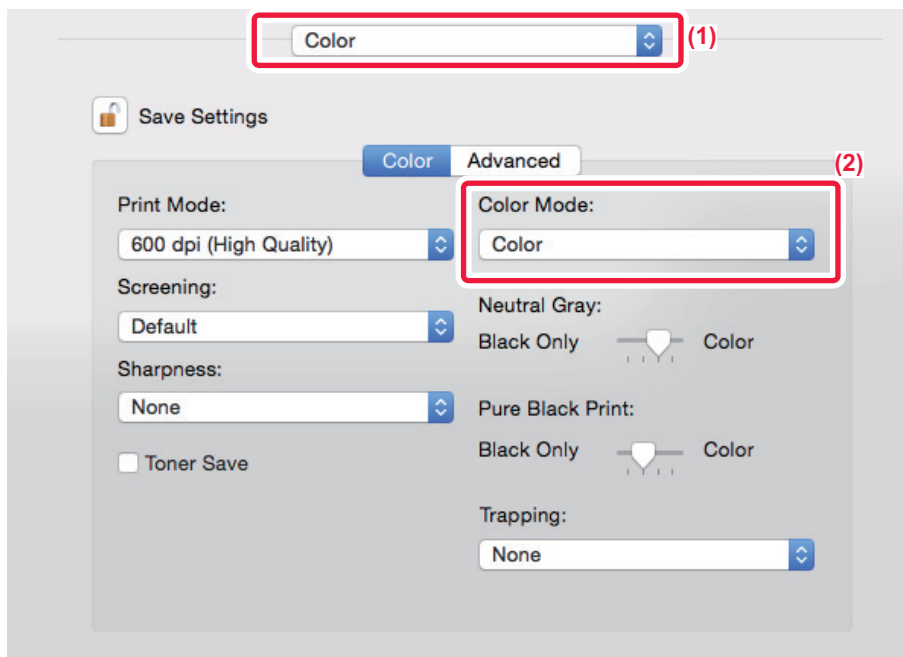 Color
(1)
Save Settings
Color Advanced
(2)
Print Mode:
600 dpi (High Quality)
Screening:
Default
Sharpness:
None
Toner Save
Color Mode:
Color
Neutral Gray:
Black Only Color
Pure Black Print:
Black Only Color
Trapping:
None